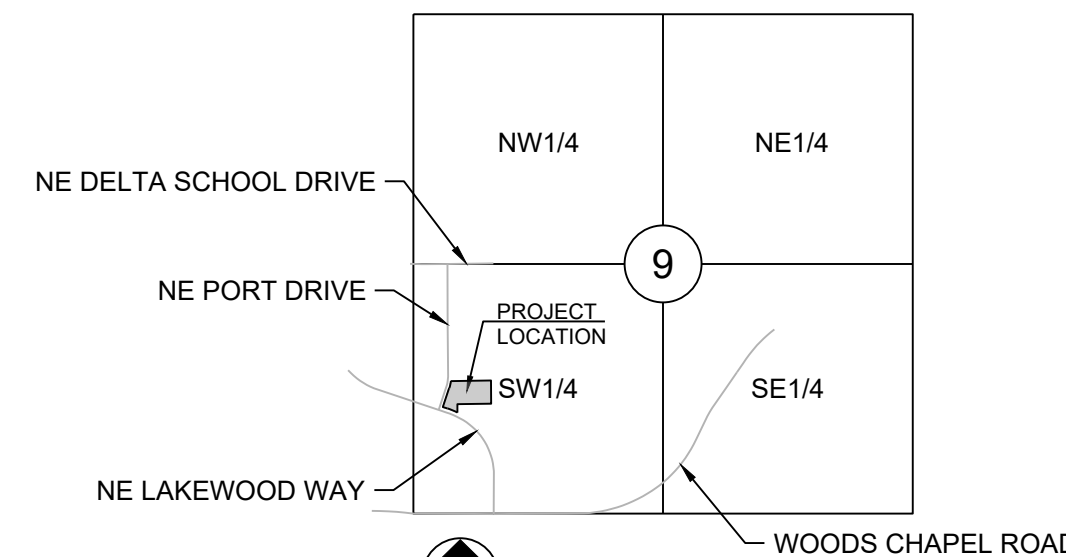 NW1/4
NE1/4
NE DELTA SCHOOL DRIVE
9
NE PORT DRIVE
PROJECT
LOCATION
SW1/4
SE1/4
NE LAKEWOOD WAY
WOODS CHAPEL ROAD